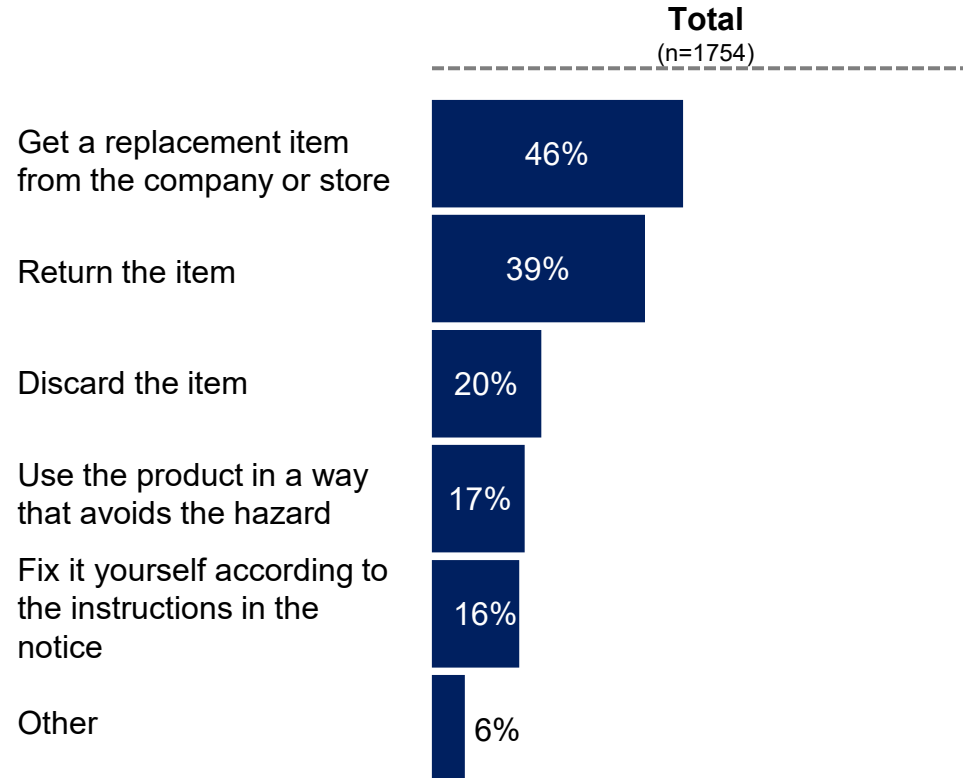 Total
(n=1754)
Get a replacement item
from the company or store
46%
Return the item
39%
Discard the item
20%
Use the product in a way
that avoids the hazard
17%
Fix it yourself according to
the instructions in the
notice
16%
Other
6%